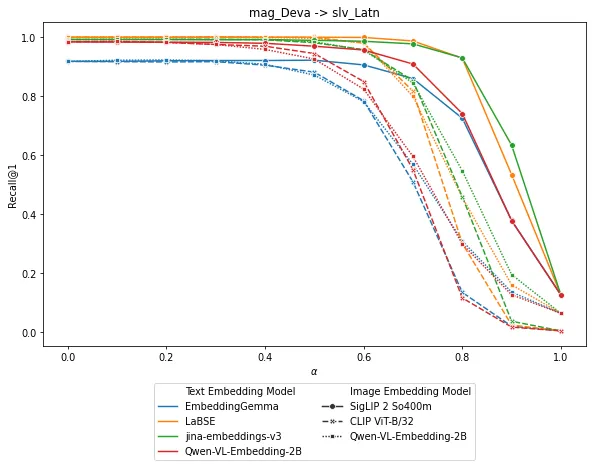 mag_Deva -> slv_Latn
1.0
0.8
0.6
0.4
0.2
0.0
Recall@1
0.0 0.2 0.4 0.6 0.8 1.0
α
Text Embedding Model
EmbeddingGemma
LaBSE
jina-embeddings-v3
Qwen-VL-Embedding-2B
Image Embedding Model
SigLIP 2 So400m
CLIP ViT-B/32
Qwen-VL-Embedding-2B